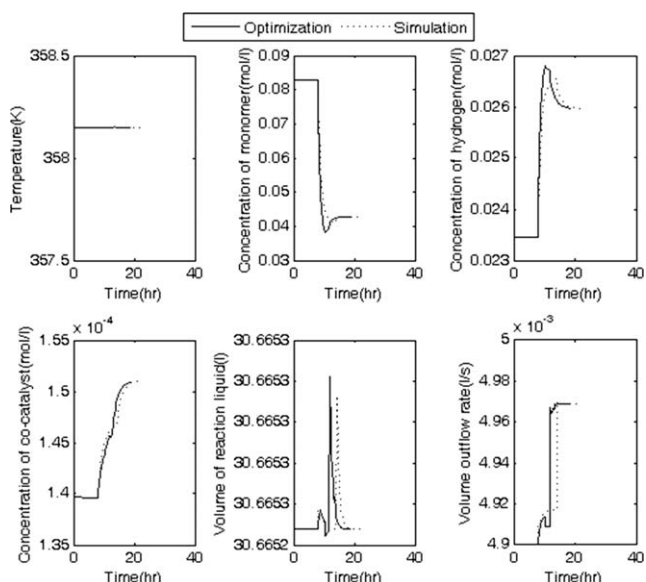 Optimization Simulation
358.5
358
357.5
0 20 40
Temperature(K)
Time(hr)
0.09
0.08
0.07
0.06
0.05
0.04
0.03
0 20 40
Concentration of monomer(mol/l)
Time(hr)
0.027
0.026
0.025
0.024
0.023
0 20 40
Concentration of hydrogen(mol/l)
Time(hr)
x 10^-4
1.55
1.5
1.45
1.4
1.35
0 20 40
Concentration of co-catalyst(mol/l)
Time(hr)
30.6653
30.6653
30.6653
30.6653
30.6653
30.6652
0 20 40
Volume of reaction liquid(l)
Time(hr)
x 10^-3
5
4.98
4.96
4.94
4.92
4.9
0 20 40
Volume outflow rate(l/s)
Time(hr)